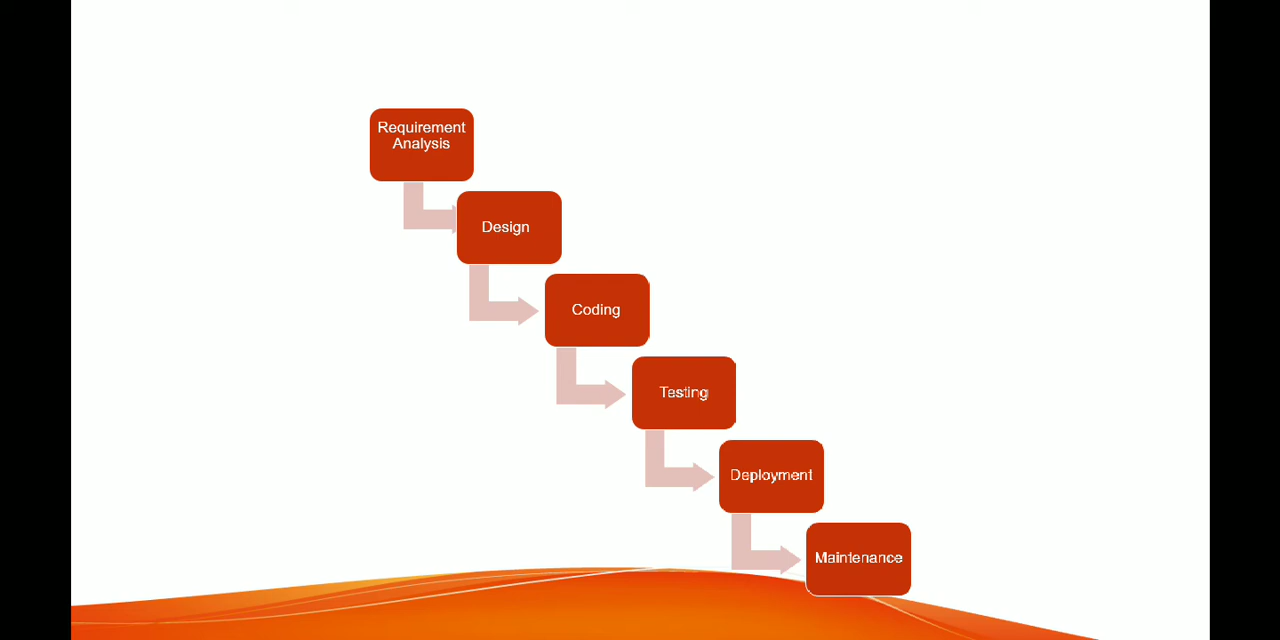 Requirement
Analysis
Design
Coding
Testing
Deployment
Maintenance